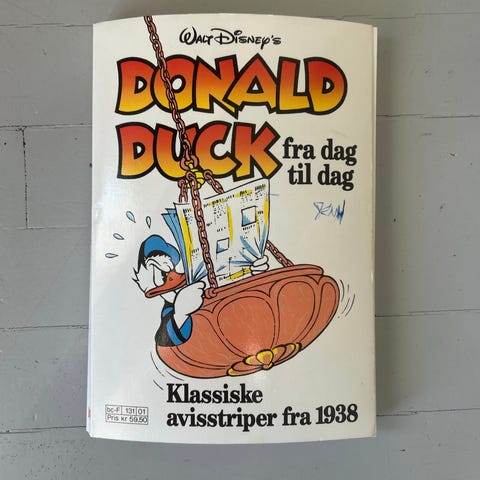 Walt Disney's
DONALD
DUCK
fra dag
til dag
Klassiske
avisstriper fra 1938
bc-F 131 01
Pris kr 59.50